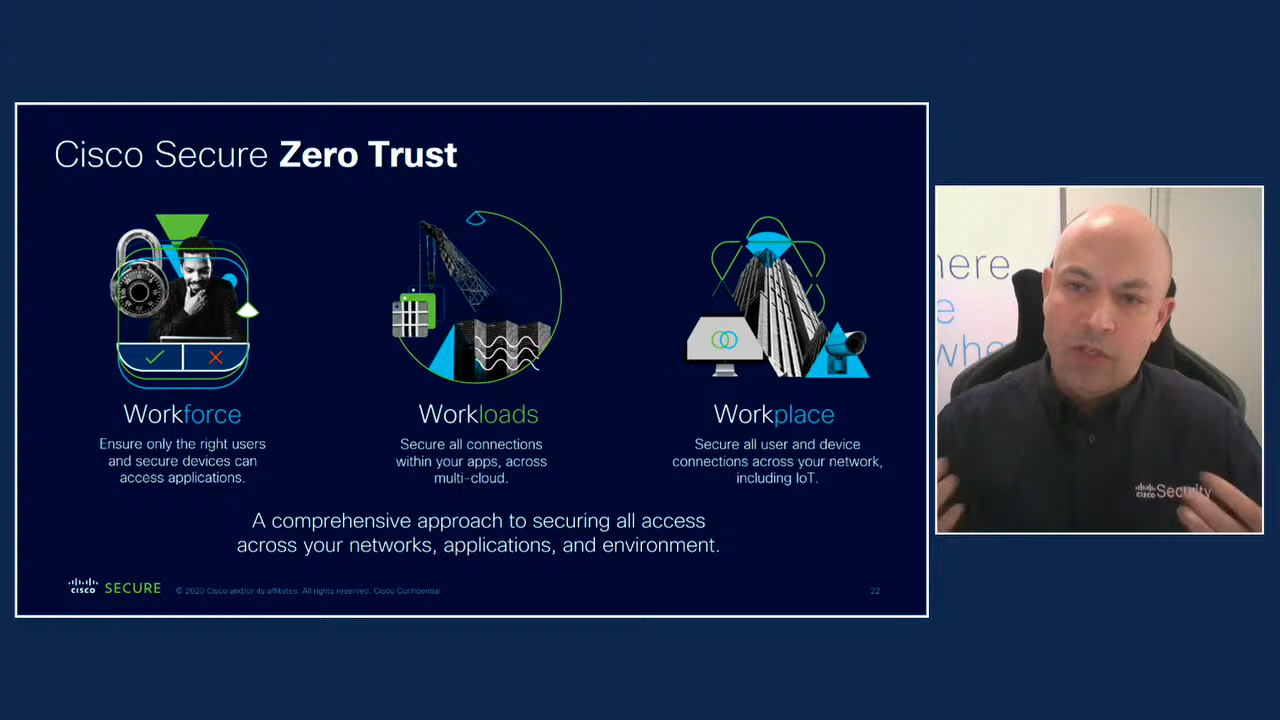 Cisco Secure Zero Trust
Workforce
Ensure only the right users
and secure devices can
access applications.
Workloads
Secure all connections
within your apps, across
multi-cloud.
Workplace
Secure all user and device
connections across your network,
including IoT.
A comprehensive approach to securing all access
across your networks, applications, and environment.
cisco SECURE
© 2020 Cisco and/or its affiliates. All rights reserved. Cisco Confidential
22
cisco Security